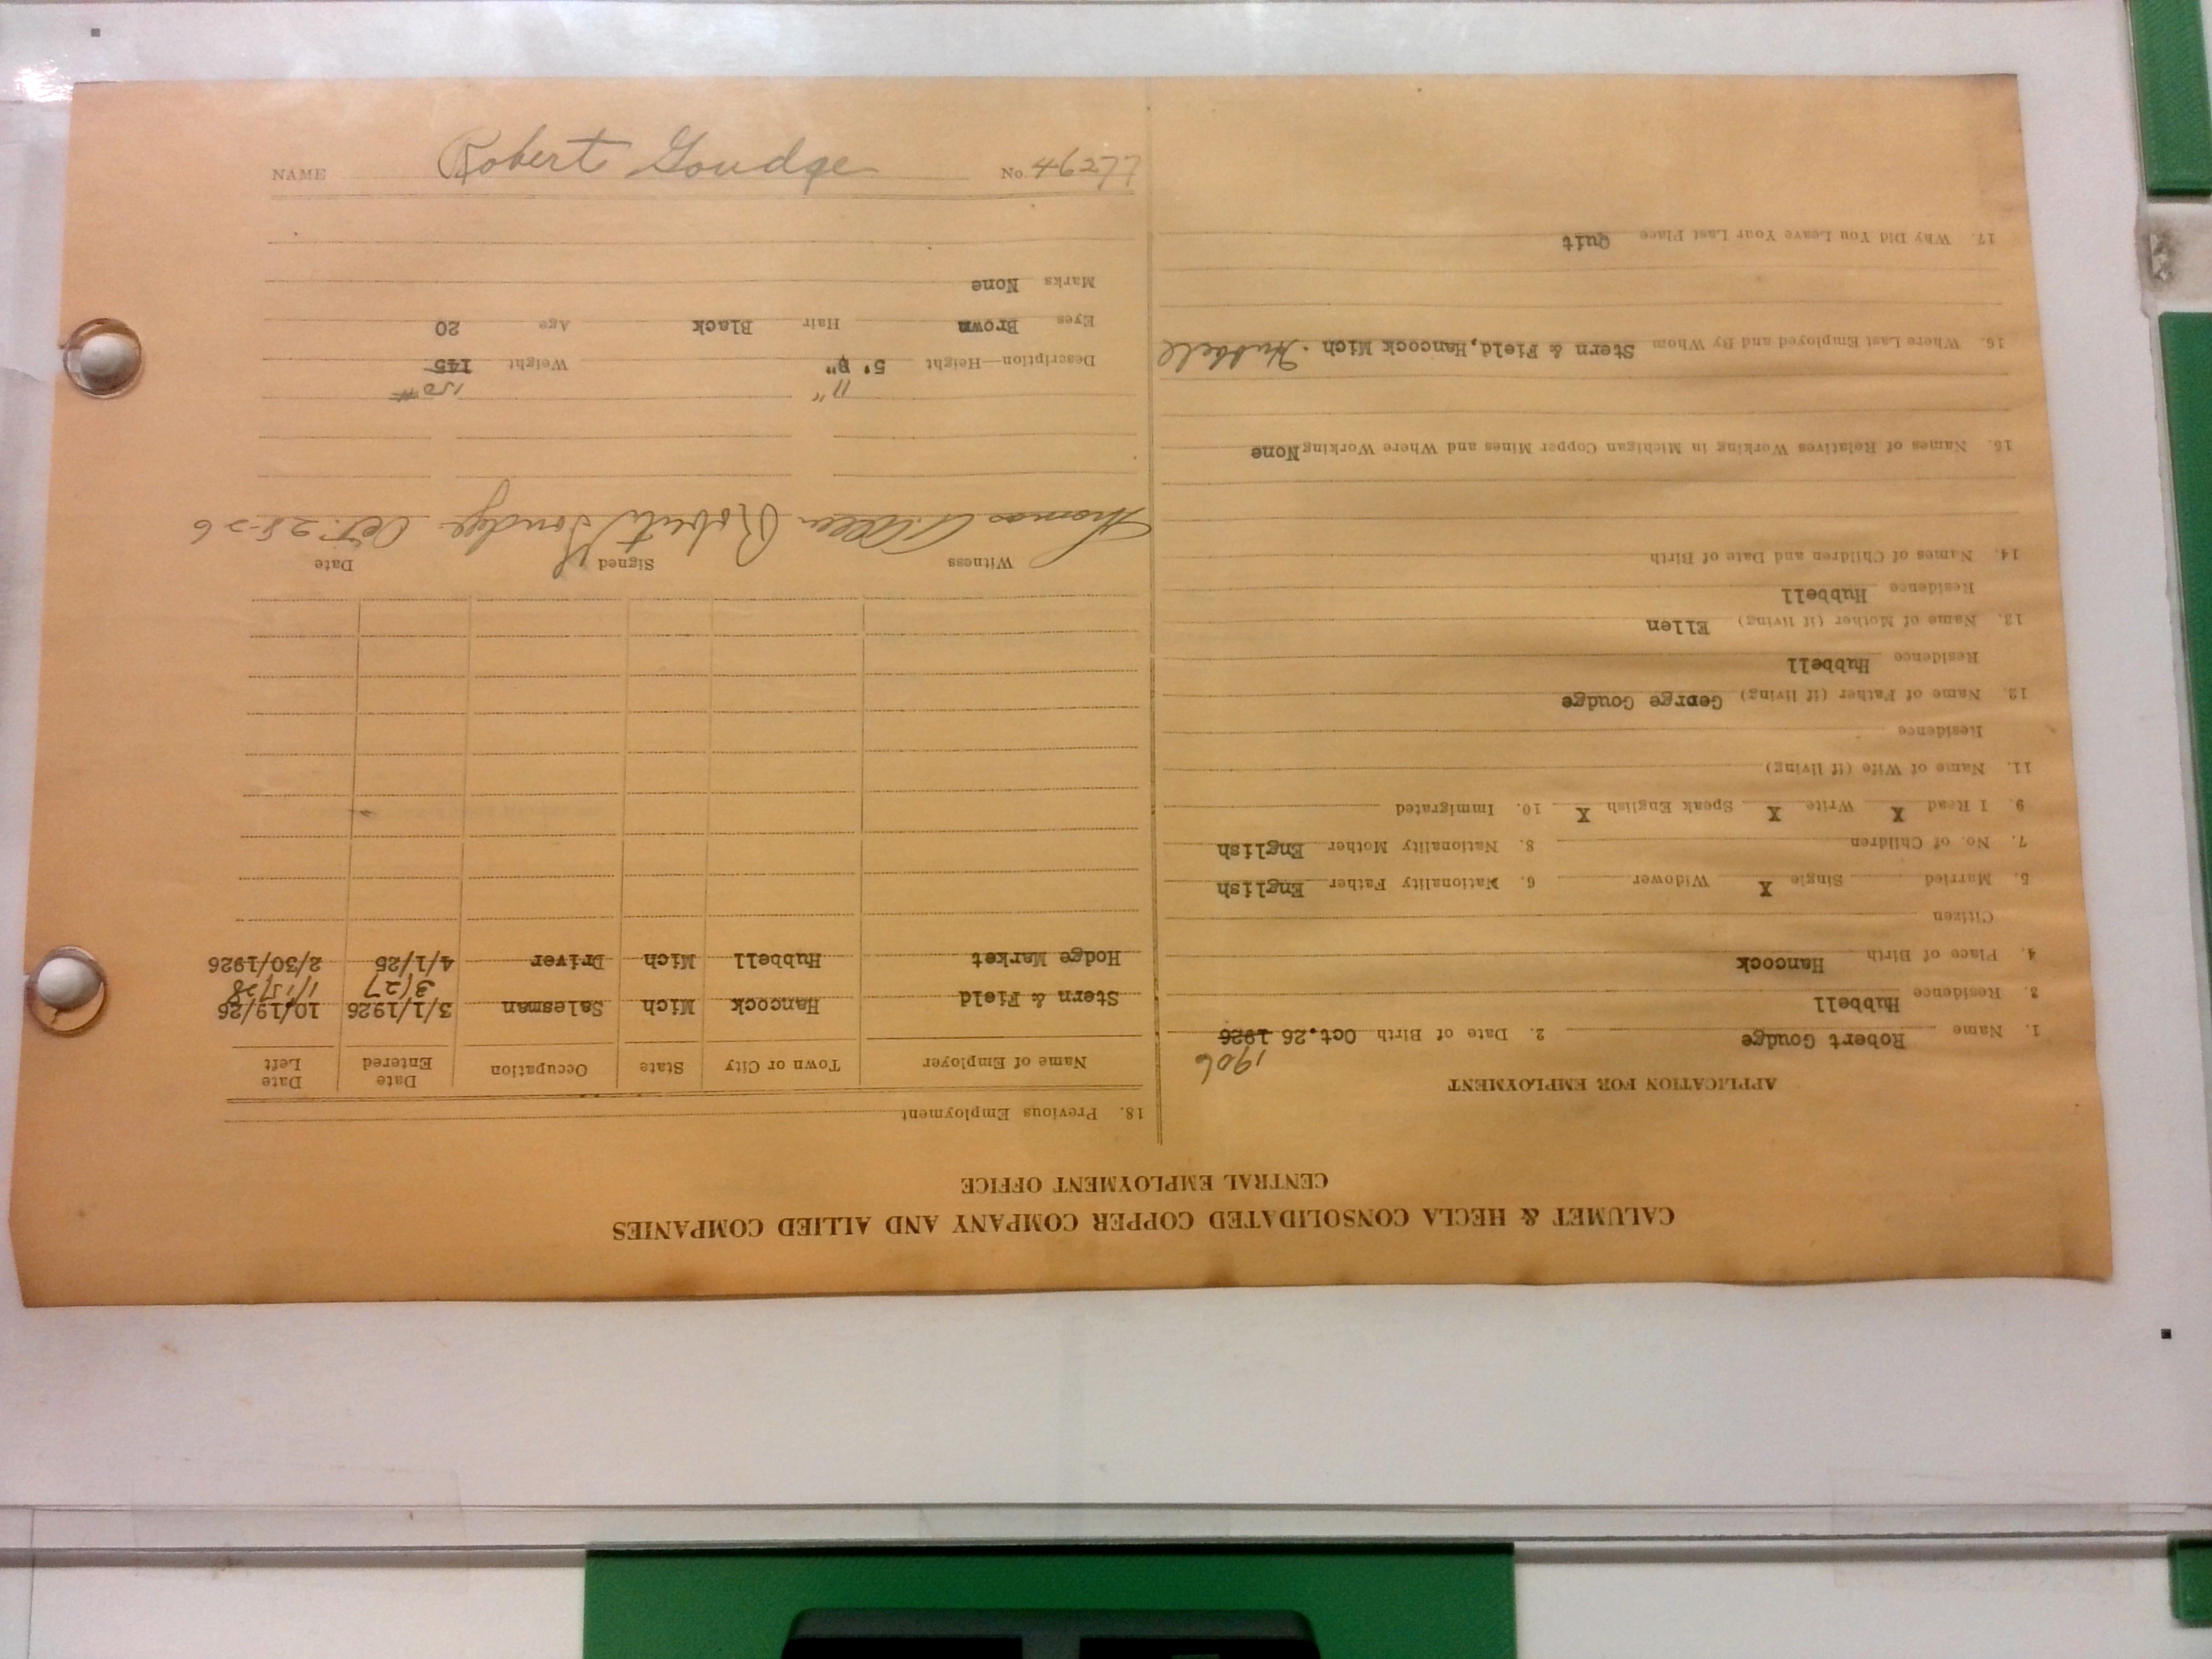 CALUMET & HECLA CONSOLIDATED COPPER COMPANY AND ALLIED COMPANIES
CENTRAL EMPLOYMENT OFFICE
APPLICATION FOR EMPLOYMENT
1906
1. Name Robert Goudge 2. Date of Birth Oct.26 1926
3. Residence Hubbell
4. Place of Birth Hancock
Citizen
5. Married Single X Widower 6. Nationality Father English
7. No. of Children 8. Nationality Mother English
9. I Read X Write X Speak English X 10. Immigrated
11. Name of Wife (if living)
Residence
12. Name of Father (if living) George Goudge
Residence Hubbell
13. Name of Mother (if living) Ellen
Residence Hubbell
14. Names of Children and Date of Birth
15. Names of Relatives Working in Michigan Copper Mines and Where Working None
16. Where Last Employed and By Whom Stern & Field, Hancock Mich. Hubbell
17. Why Did You Leave Your Last Place Quit
18. Previous Employment
Name of Employer Town or City State Occupation Date Entered Date Left
Stern & Field Hancock Mich Salesman 3/1/1926 10/19/26
3/27 1/15/28
Hodge Market Hubbell Mich Driver 4/1/25 2/30/1926
Witness Signed Date
Thomas Robert Goudge Oct. 28-26
11" 150#
Description—Height 5' 8" Weight 145
Eyes Brown Hair Black Age 20
Marks None
NAME Robert Goudge No. 46277